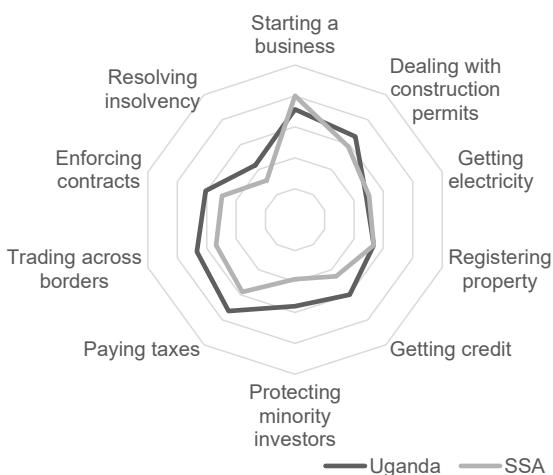 Starting a
business
Dealing with
construction
permits
Getting
electricity
Registering
property
Getting credit
Protecting
minority
investors
Paying taxes
Trading across
borders
Enforcing
contracts
Resolving
insolvency
Uganda
SSA